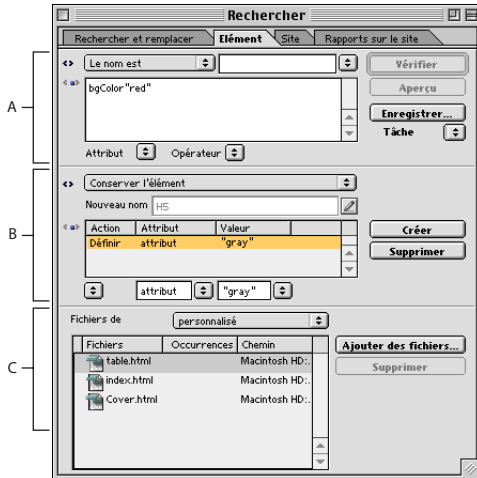 Rechercher
Rechercher et remplacer Elément Site Rapports sur le site
A
Le nom est
Vérifier
bgColor"red"
Aperçu
Enregistrer...
Tâche
Attribut Opérateur
B
Conserver l'élément
Nouveau nom H5
Action Attribut Valeur
Définir attribut "gray"
Créer
Supprimer
attribut "gray"
C
Fichiers de personnalisé
Fichiers Occurrences Chemin
table.html Macintosh HD:.
index.html Macintosh HD:.
Cover.html Macintosh HD:.
Ajouter des fichiers...
Supprimer